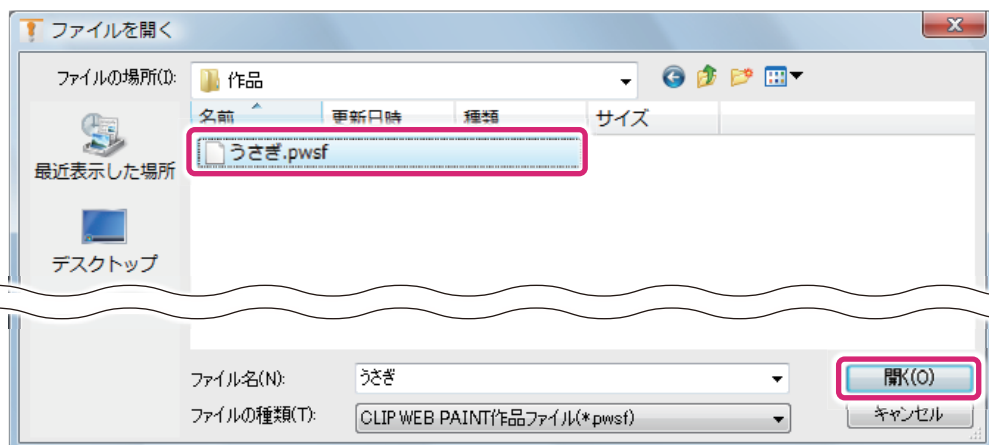 ファイルを開く
ファイルの場所(I):
作品
名前 更新日時 種類 サイズ
うさぎ.pwsf
最近表示した場所
デスクトップ
ファイル名(N): うさぎ 開く(O)
ファイルの種類(T): CLIP WEB PAINT作品ファイル(*.pwsf) キャンセル